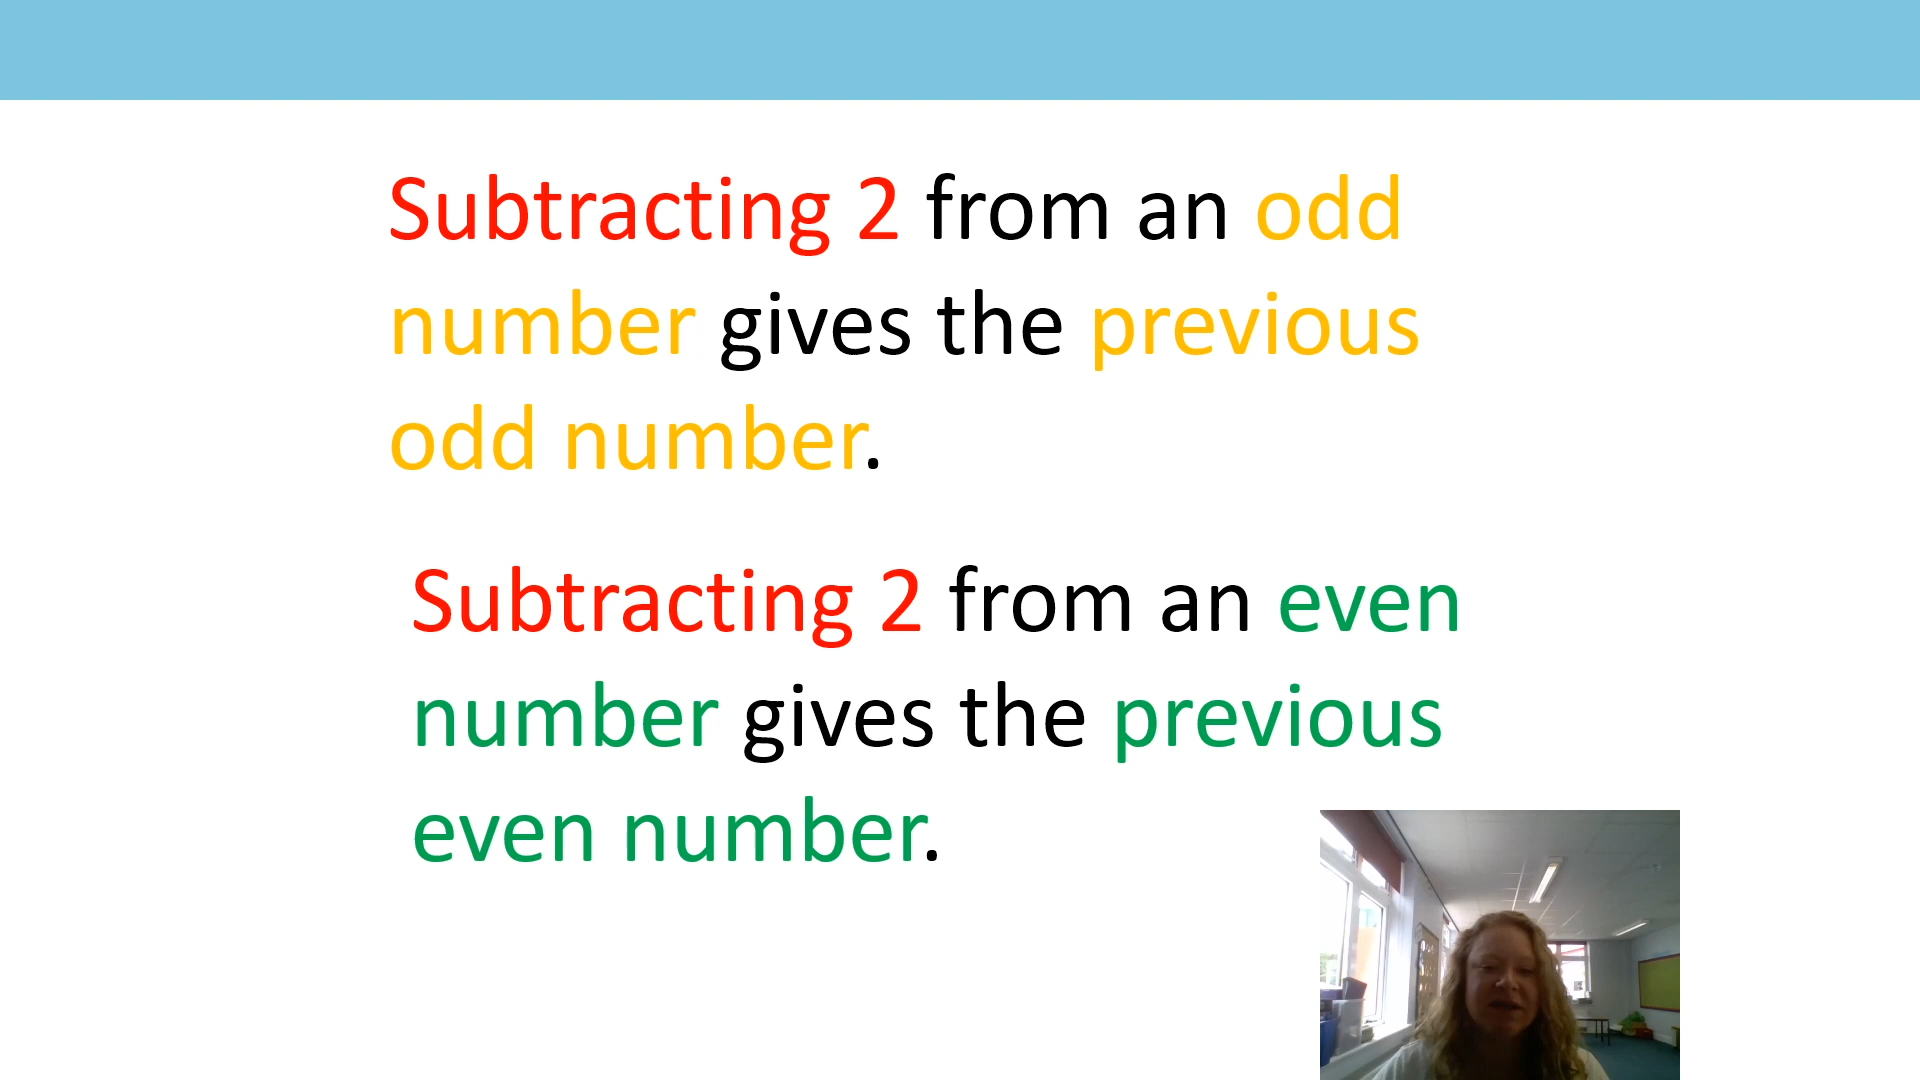 Subtracting 2 from an odd
number gives the previous
odd number.
Subtracting 2 from an even
number gives the previous
even number.